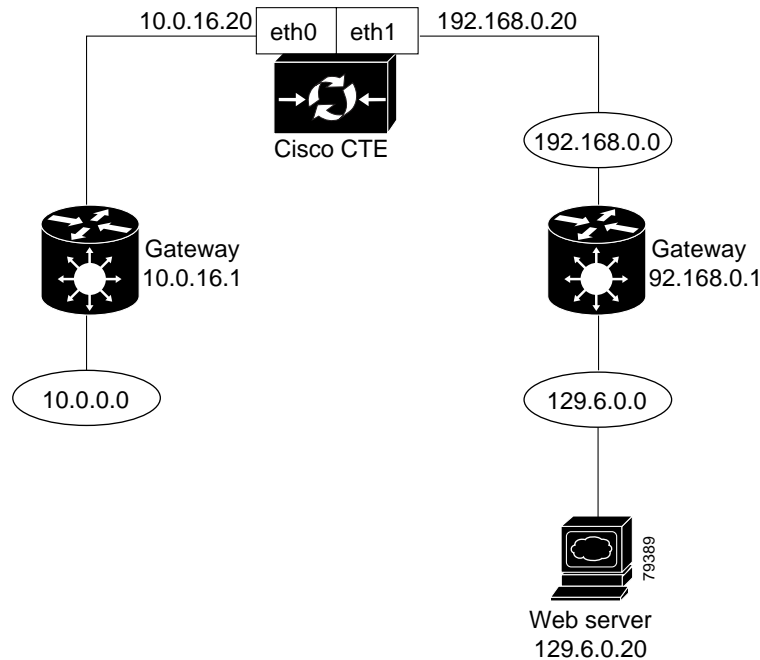 10.0.16.20
eth0
eth1
192.168.0.20
Cisco CTE
192.168.0.0
Gateway
10.0.16.1
Gateway
92.168.0.1
10.0.0.0
129.6.0.0
79389
Web server
129.6.0.20